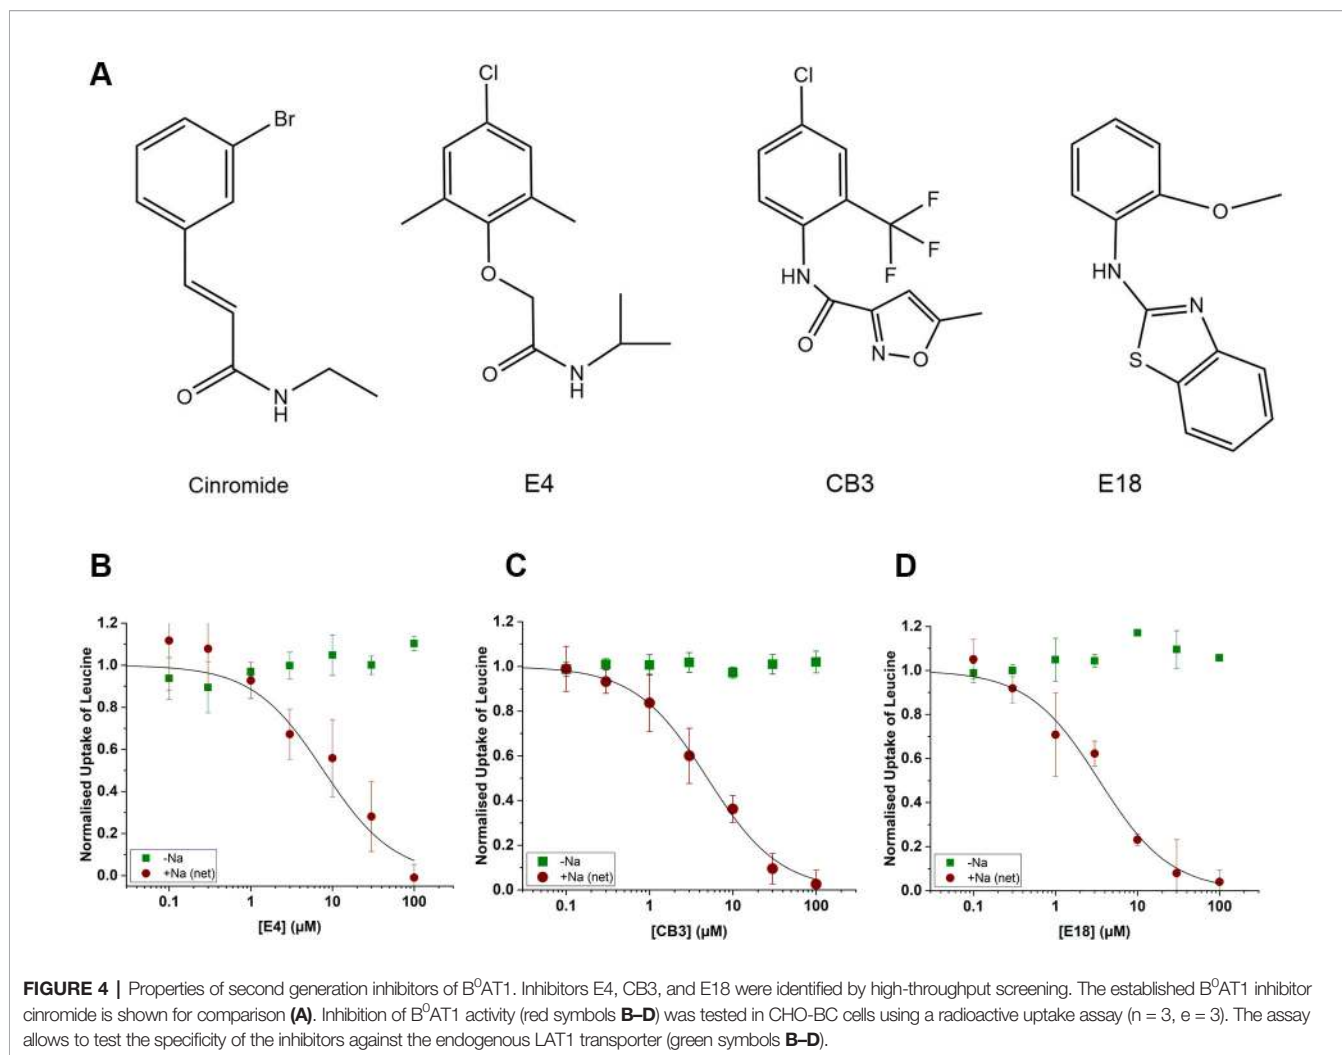 A
Br
O
N
H
Cinromide
Cl
O
O
N
H
E4
Cl
F
F
F
HN
O
N
O
CB3
O
HN
N
S
E18
B
Normalised Uptake of Leucine
1.2
1.0
0.8
0.6
0.4
0.2
0.0
-Na
+Na (net)
0.1 1 10 100
[E4] (µM)
C
Normalised Uptake of Leucine
1.2
1.0
0.8
0.6
0.4
0.2
0.0
-Na
+Na (net)
0.1 1 10 100
[CB3] (µM)
D
Normalised Uptake of Leucine
1.2
1.0
0.8
0.6
0.4
0.2
0.0
-Na
+Na (net)
0.1 1 10 100
[E18] (µM)
FIGURE 4 | Properties of second generation inhibitors of B⁰AT1. Inhibitors E4, CB3, and E18 were identified by high-throughput screening. The established B⁰AT1 inhibitor
cinromide is shown for comparison (A). Inhibition of B⁰AT1 activity (red symbols B–D) was tested in CHO-BC cells using a radioactive uptake assay (n = 3, e = 3). The assay
allows to test the specificity of the inhibitors against the endogenous LAT1 transporter (green symbols B–D).